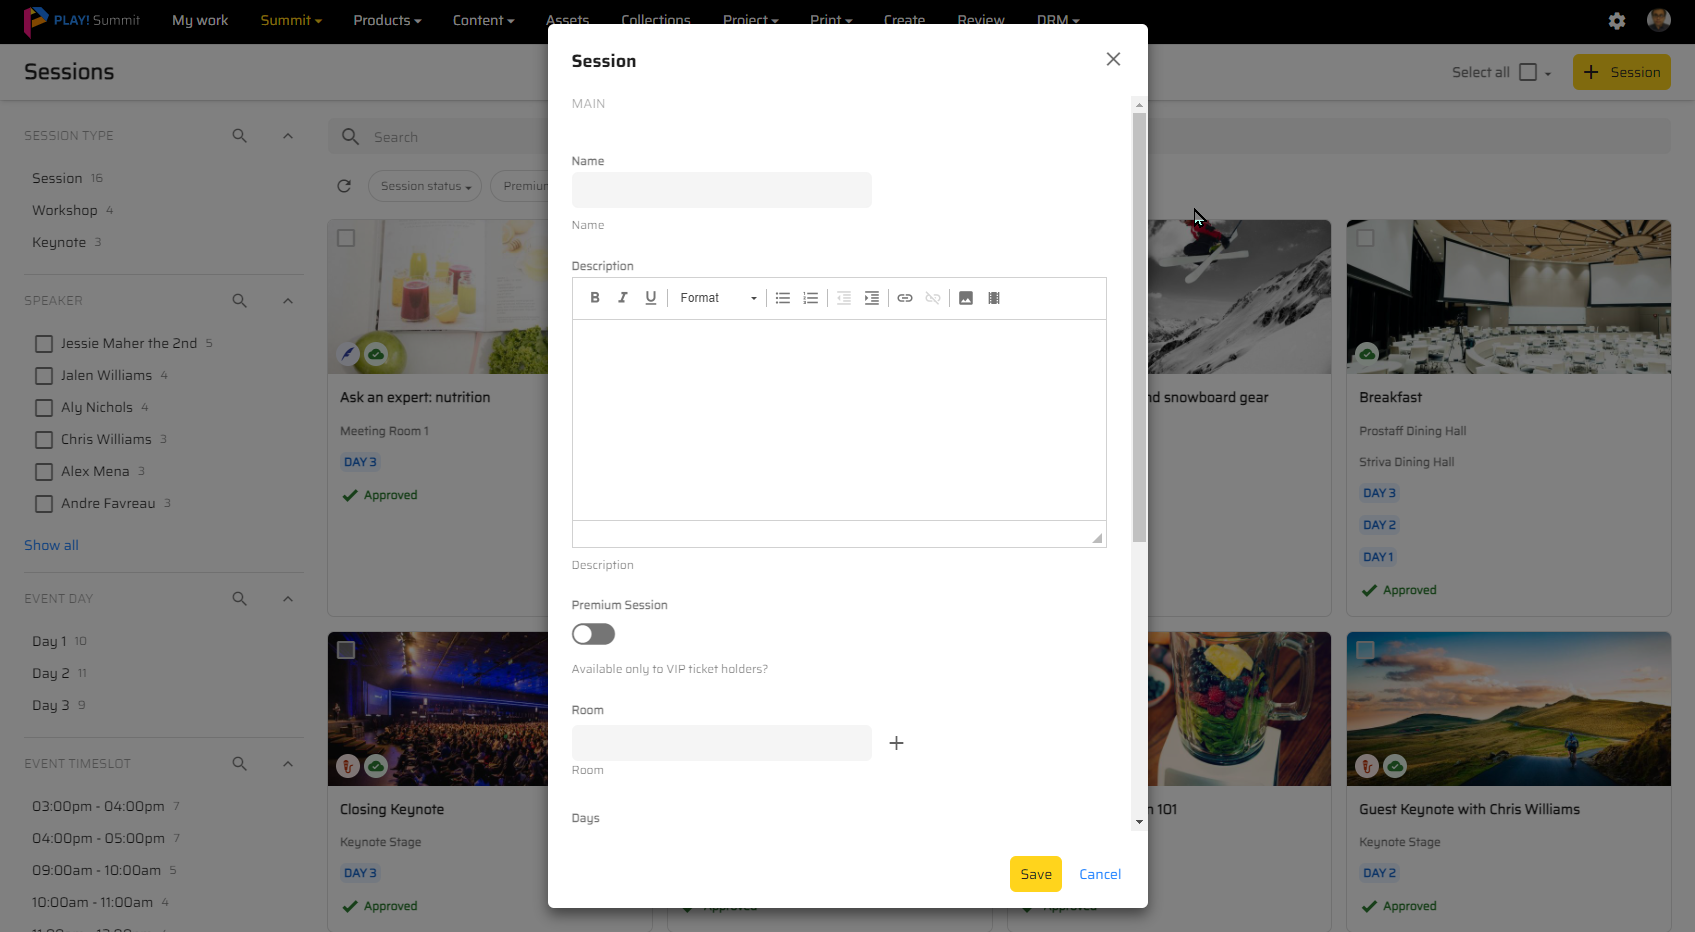 PLAY! Summit
My work
Summit
Products
Content
Assets
Collections
Project
Print
Create
Review
DRM
Sessions
Select all
Session
SESSION TYPE
Session 16
Workshop 4
Keynote 3
SPEAKER
Jessie Maher the 2nd 5
Jalen Williams 4
Aly Nichols 4
Chris Williams 3
Alex Mena 3
Andre Favreau 3
Show all
EVENT DAY
Day 1 10
Day 2 11
Day 3 9
EVENT TIMESLOT
03:00pm - 04:00pm 7
04:00pm - 05:00pm 7
09:00am - 10:00am 5
10:00am - 11:00am 4
Search
Session status
Premiu
Ask an expert: nutrition
Meeting Room 1
DAY 3
Approved
Closing Keynote
Keynote Stage
DAY 3
Approved
Session
MAIN
Name
Name
Description
B I U Format
Description
Premium Session
Available only to VIP ticket holders?
Room
Room
Days
Save
Cancel
nd snowboard gear
n 101
Breakfast
Prostaff Dining Hall
Striva Dining Hall
DAY 3
DAY 2
DAY 1
Approved
Guest Keynote with Chris Williams
Keynote Stage
DAY 2
Approved